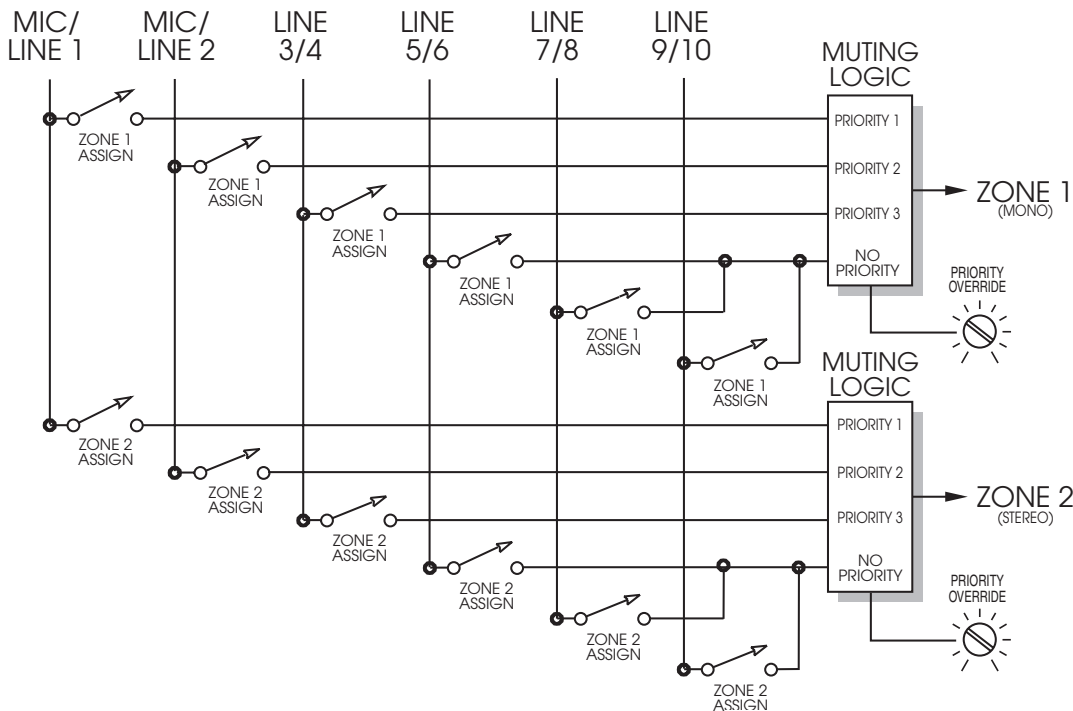 MIC/
LINE 1
MIC/
LINE 2
LINE
3/4
LINE
5/6
LINE
7/8
LINE
9/10
MUTING
LOGIC
ZONE 1
ASSIGN
PRIORITY 1
ZONE 1
ASSIGN
PRIORITY 2
ZONE 1
ASSIGN
PRIORITY 3
ZONE 1
(MONO)
ZONE 1
ASSIGN
NO
PRIORITY
PRIORITY
OVERRIDE
ZONE 1
ASSIGN
ZONE 1
ASSIGN
MUTING
LOGIC
ZONE 2
ASSIGN
PRIORITY 1
ZONE 2
ASSIGN
PRIORITY 2
ZONE 2
ASSIGN
PRIORITY 3
ZONE 2
(STEREO)
ZONE 2
ASSIGN
NO
PRIORITY
PRIORITY
OVERRIDE
ZONE 2
ASSIGN
ZONE 2
ASSIGN